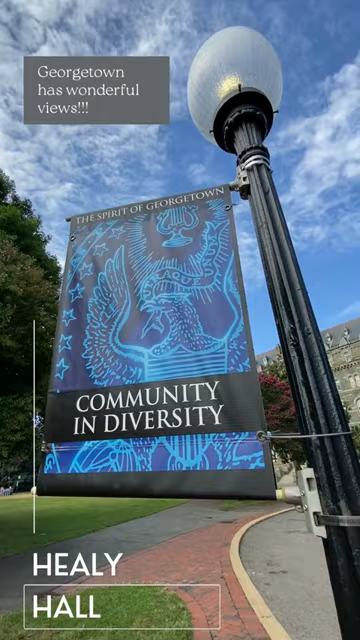 Georgetown
has wonderful
views!!!
THE SPIRIT OF GEORGETOWN
COMMUNITY
IN DIVERSITY
HEALY
HALL